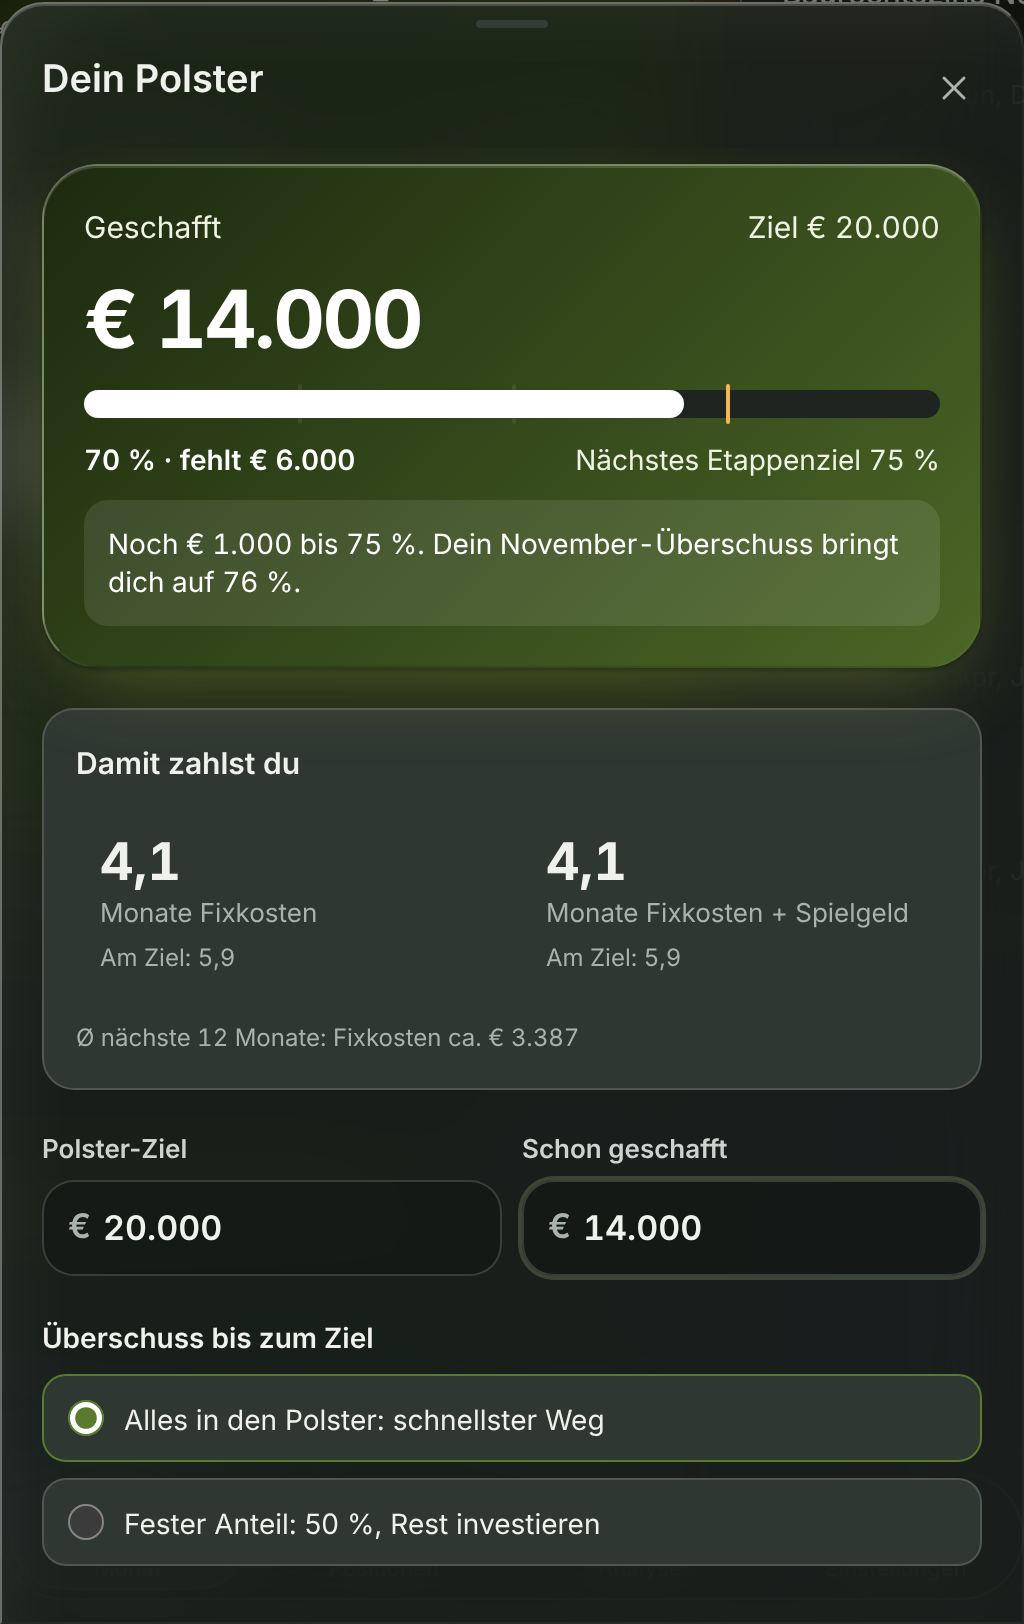 Dein Polster
Geschafft
Ziel € 20.000
€ 14.000
70 % · fehlt € 6.000
Nächstes Etappenziel 75 %
Noch € 1.000 bis 75 %. Dein November-Überschuss bringt
dich auf 76 %.
Damit zahlst du
4,1
Monate Fixkosten
Am Ziel: 5,9
4,1
Monate Fixkosten + Spielgeld
Am Ziel: 5,9
Ø nächste 12 Monate: Fixkosten ca. € 3.387
Polster-Ziel
€ 20.000
Schon geschafft
€ 14.000
Überschuss bis zum Ziel
Alles in den Polster: schnellster Weg
Fester Anteil: 50 %, Rest investieren